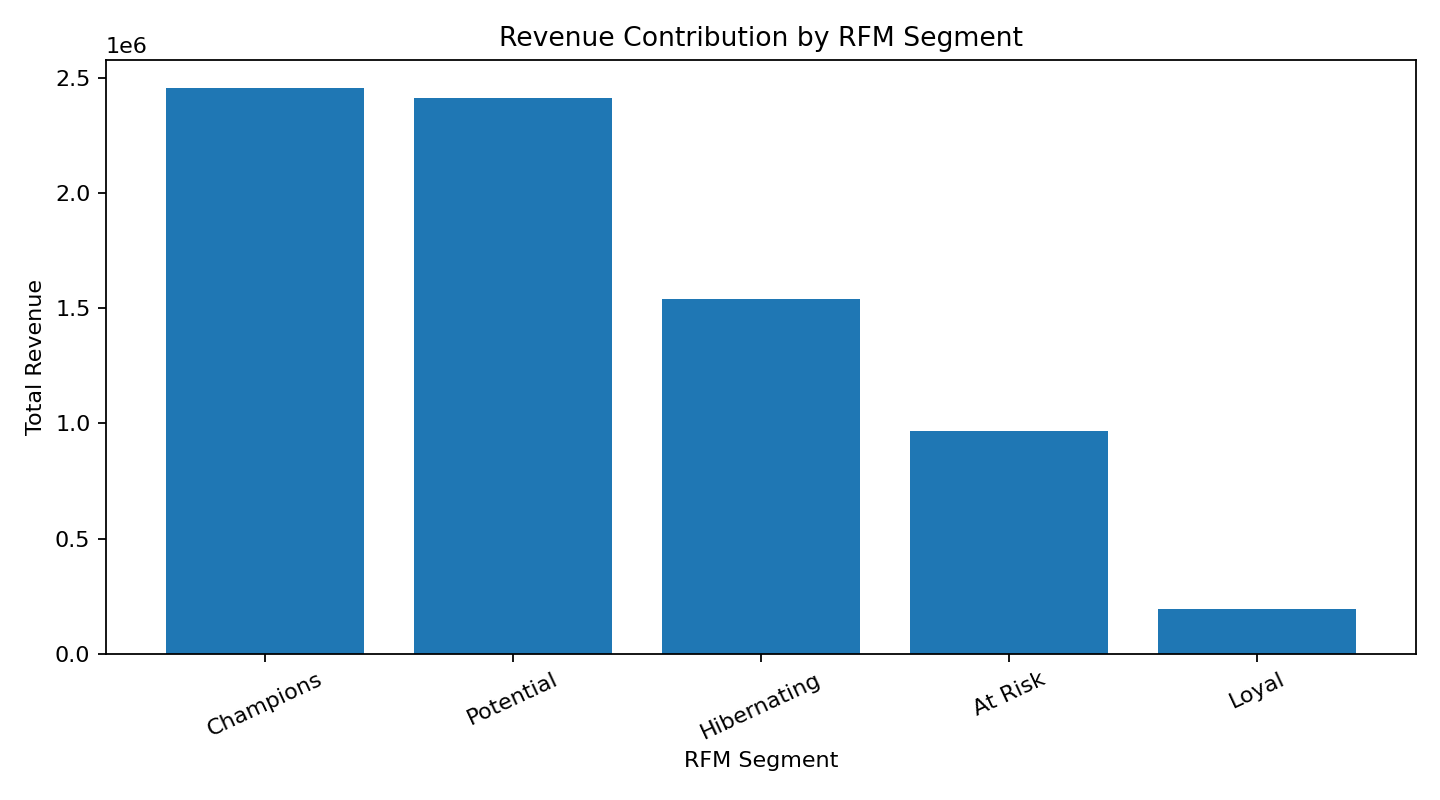 Revenue Contribution by RFM Segment
1e6
2.5
2.0
1.5
1.0
0.5
0.0
Total Revenue
Champions
Potential
Hibernating
At Risk
Loyal
RFM Segment